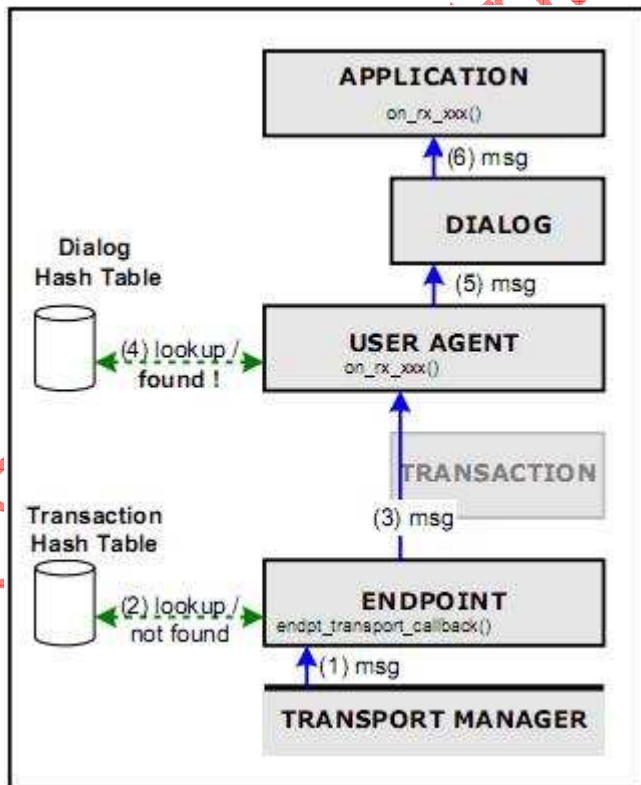 APPLICATION
on_rx_xxx()
(6) msg
DIALOG
Dialog
Hash Table
(5) msg
(4) lookup /
found !
USER AGENT
on_rx_xxx()
TRANSACTION
(3) msg
Transaction
Hash Table
(2) lookup /
not found
ENDPOINT
endpt_transport_callback()
(1) msg
TRANSPORT MANAGER